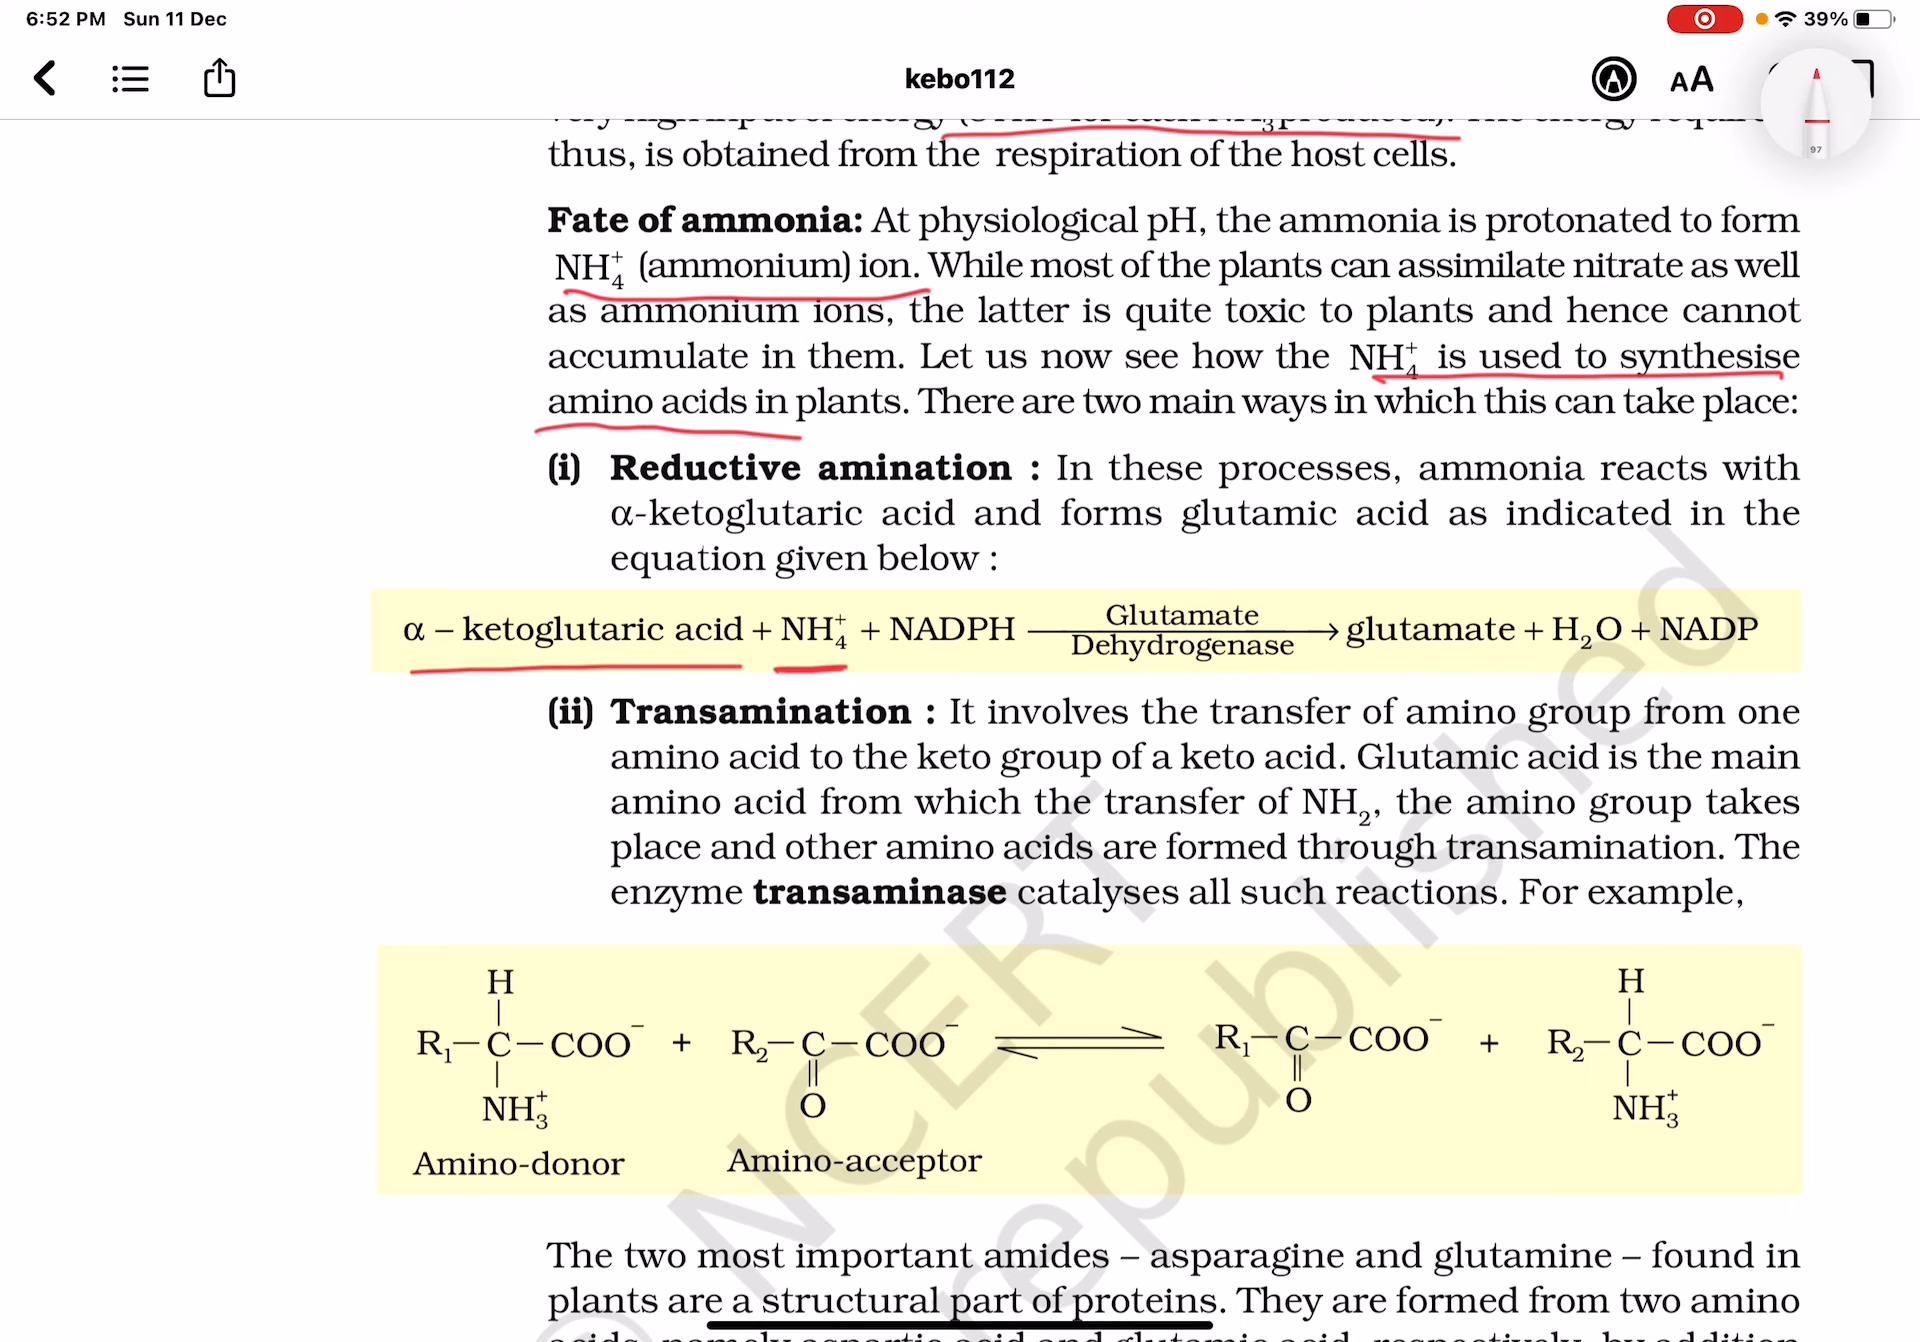 6:52 PM Sun 11 Dec
39%
kebo112
AA
97
thus, is obtained from the respiration of the host cells.
Fate of ammonia: At physiological pH, the ammonia is protonated to form
NH₄⁺ (ammonium) ion. While most of the plants can assimilate nitrate as well
as ammonium ions, the latter is quite toxic to plants and hence cannot
accumulate in them. Let us now see how the NH₄⁺ is used to synthesise
amino acids in plants. There are two main ways in which this can take place:
(i) Reductive amination : In these processes, ammonia reacts with
α-ketoglutaric acid and forms glutamic acid as indicated in the
equation given below :
α – ketoglutaric acid + NH₄⁺ + NADPH Glutamate Dehydrogenase → glutamate + H₂O + NADP
(ii) Transamination : It involves the transfer of amino group from one
amino acid to the keto group of a keto acid. Glutamic acid is the main
amino acid from which the transfer of NH₂, the amino group takes
place and other amino acids are formed through transamination. The
enzyme transaminase catalyses all such reactions. For example,
H H
R₁—C—COO⁻ + R₂—C—COO⁻ ⇌ R₁—C—COO⁻ + R₂—C—COO⁻
NH₃⁺ O O NH₃⁺
Amino-donor Amino-acceptor
The two most important amides – asparagine and glutamine – found in
plants are a structural part of proteins. They are formed from two amino
NCERT
republished